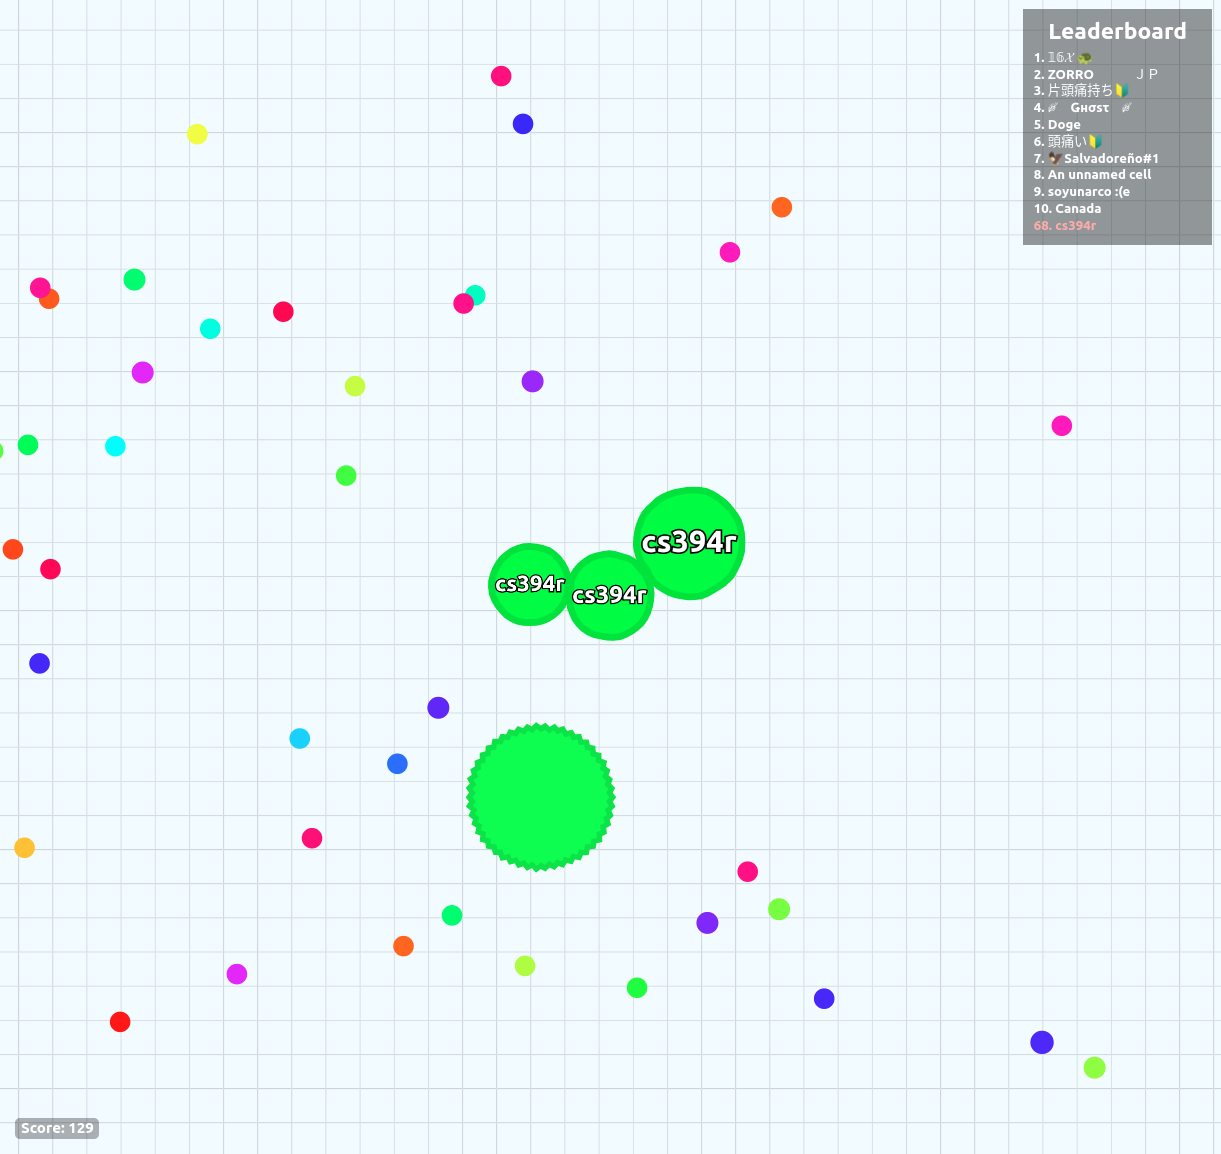 Leaderboard
1. 𝟙𝟞𝓧 🐢
2. ZORRO ＪＰ
3. 片頭痛持ち🔰
4. ☄ Ǥнσѕτ ☄
5. Doge
6. 頭痛い🔰
7. 🦅Salvadoreño#1
8. An unnamed cell
9. soyunarco :(e
10. Canada
68. cs394r
cs394r
cs394r
cs394r
Score: 129